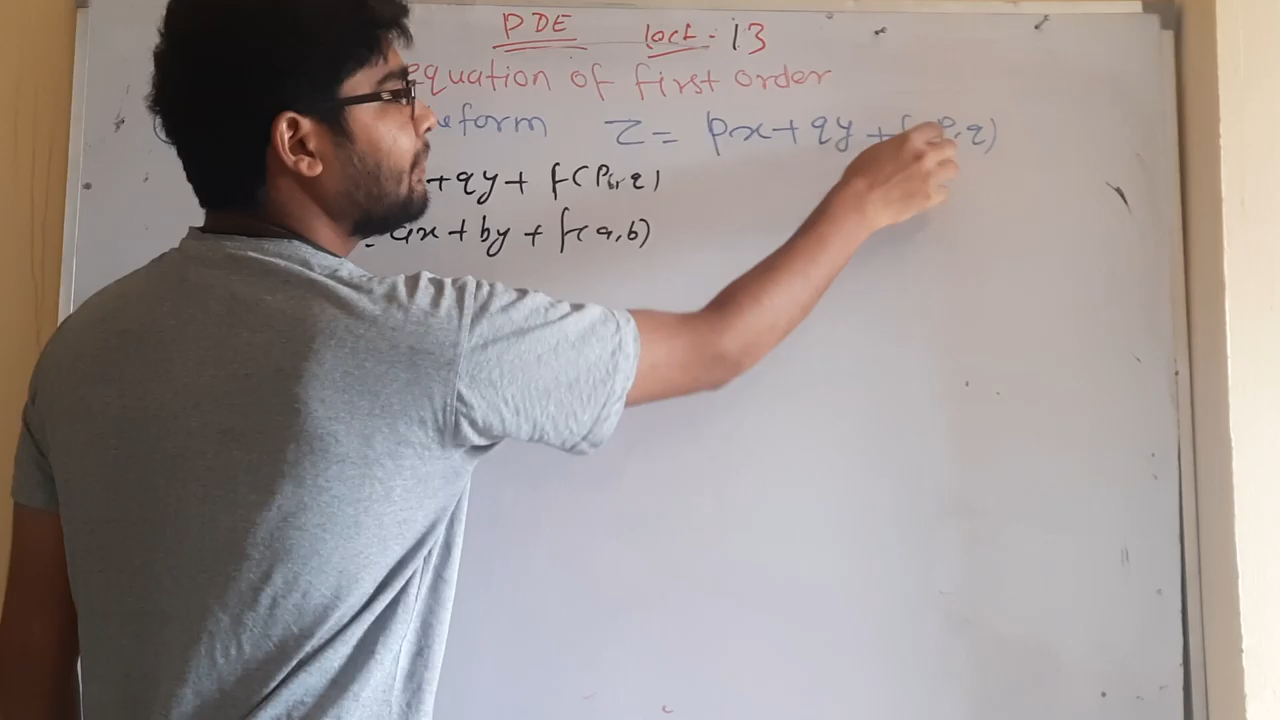 PDE lect - 13
equation of first order
form z = px + qy + f(p,q)
+ qy + f(p,q)
= ax + by + f(a,b)